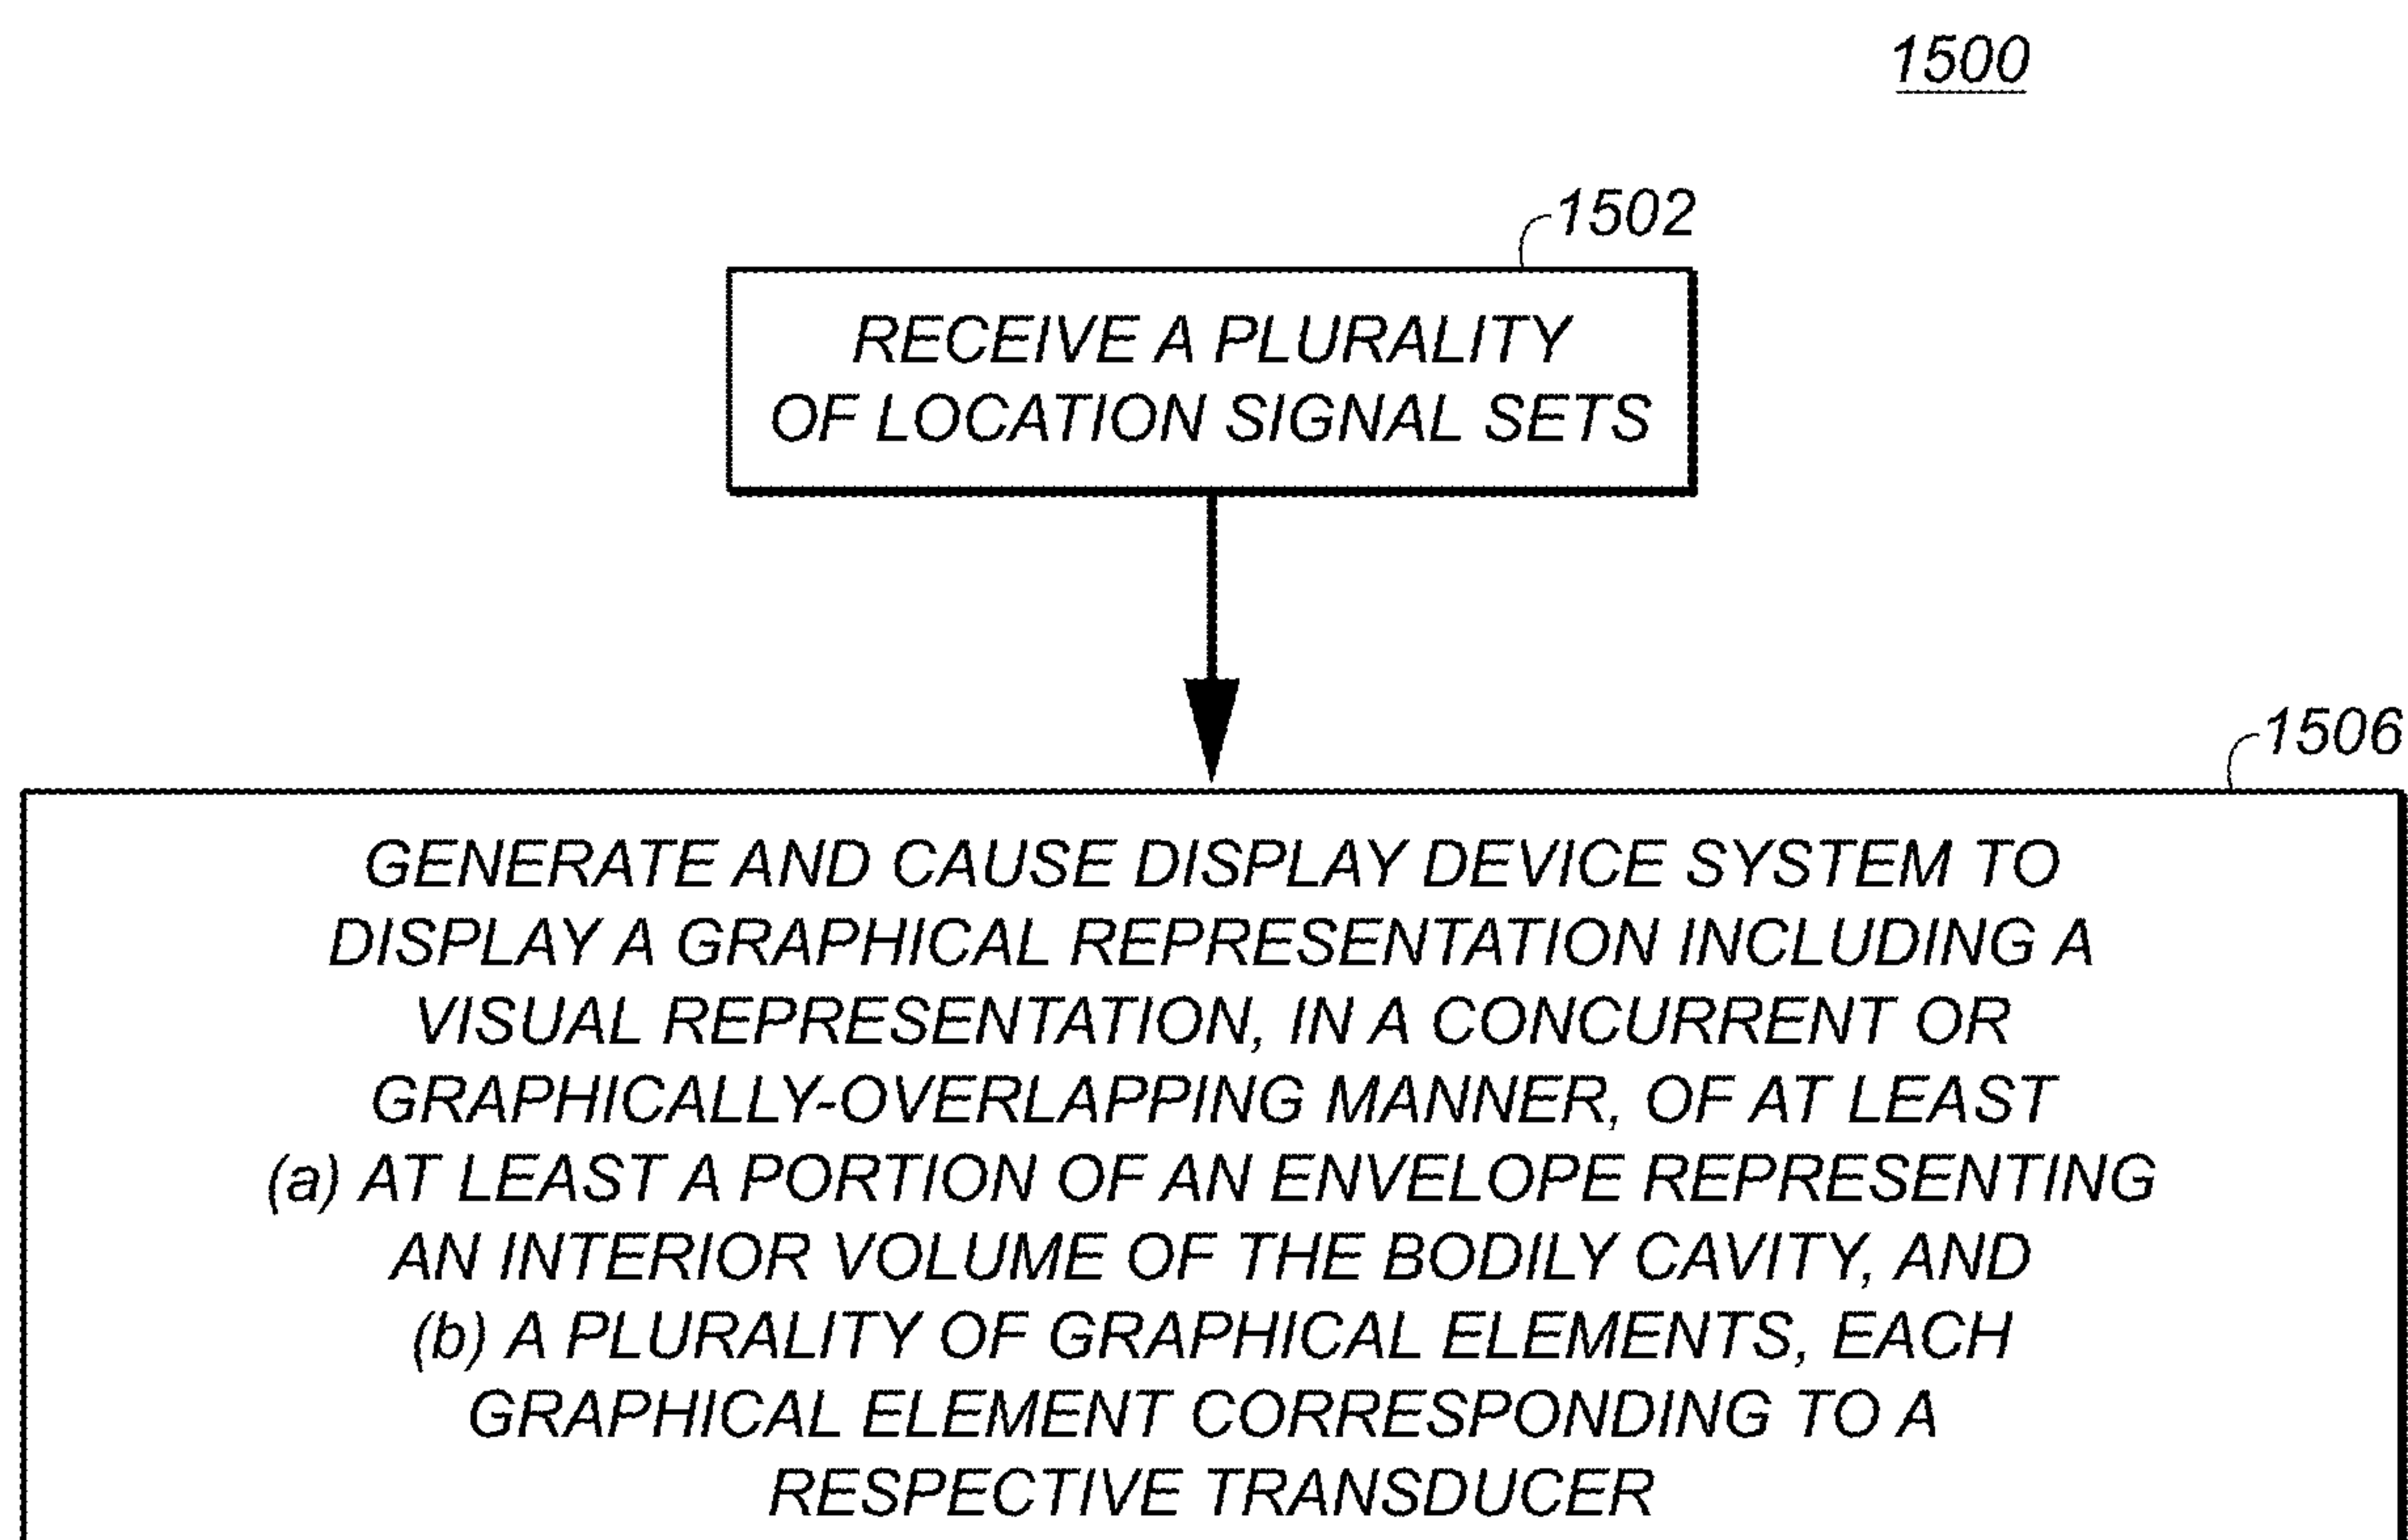 1500
1502
RECEIVE A PLURALITY
OF LOCATION SIGNAL SETS
1506
GENERATE AND CAUSE DISPLAY DEVICE SYSTEM TO
DISPLAY A GRAPHICAL REPRESENTATION INCLUDING A
VISUAL REPRESENTATION, IN A CONCURRENT OR
GRAPHICALLY-OVERLAPPING MANNER, OF AT LEAST
(a) AT LEAST A PORTION OF AN ENVELOPE REPRESENTING
AN INTERIOR VOLUME OF THE BODILY CAVITY, AND
(b) A PLURALITY OF GRAPHICAL ELEMENTS, EACH
GRAPHICAL ELEMENT CORRESPONDING TO A
RESPECTIVE TRANSDUCER